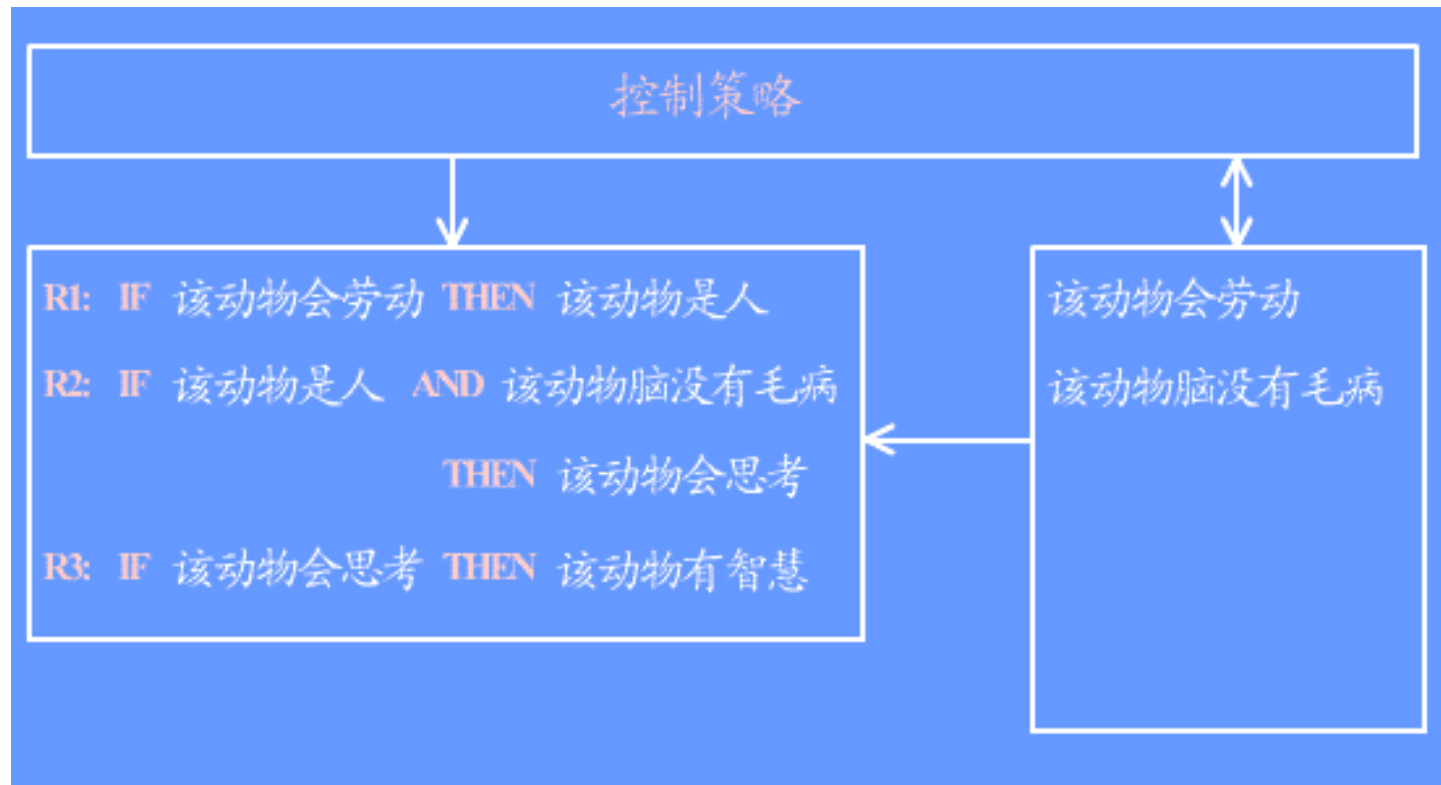 控制策略
R1: IF 该动物会劳动 THEN 该动物是人
R2: IF 该动物是人 AND 该动物脑没有毛病
THEN 该动物会思考
R3: IF 该动物会思考 THEN 该动物有智慧
该动物会劳动
该动物脑没有毛病